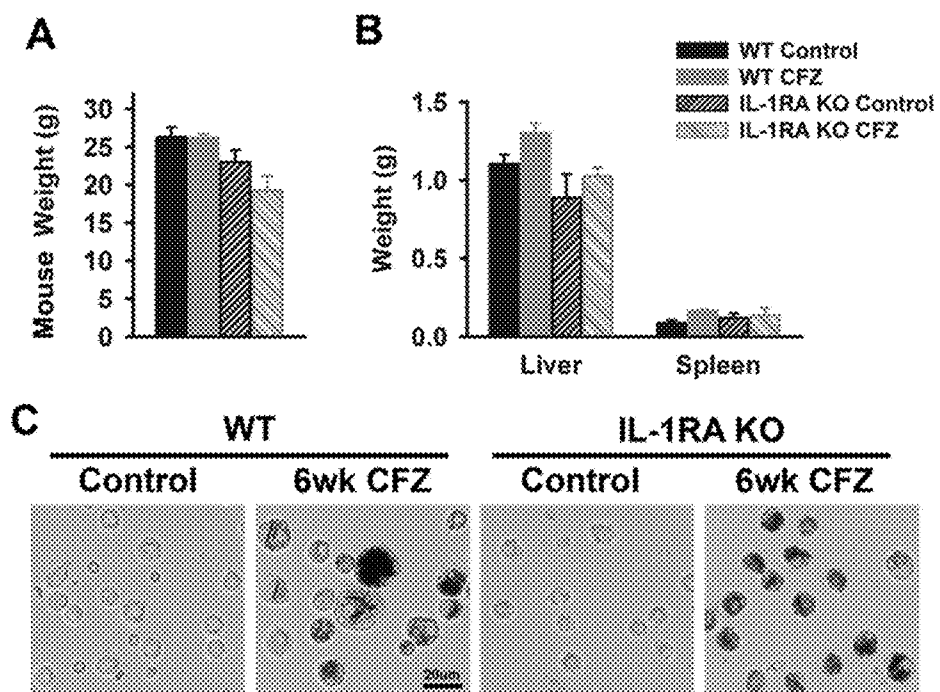 A
Mouse Weight (g)
30
25
20
15
10
5
0
B
WT Control
WT CFZ
IL-1RA KO Control
IL-1RA KO CFZ
Weight (g)
1.5
1.0
0.5
0.0
Liver
Spleen
C
WT
IL-1RA KO
Control
6wk CFZ
Control
6wk CFZ
20um